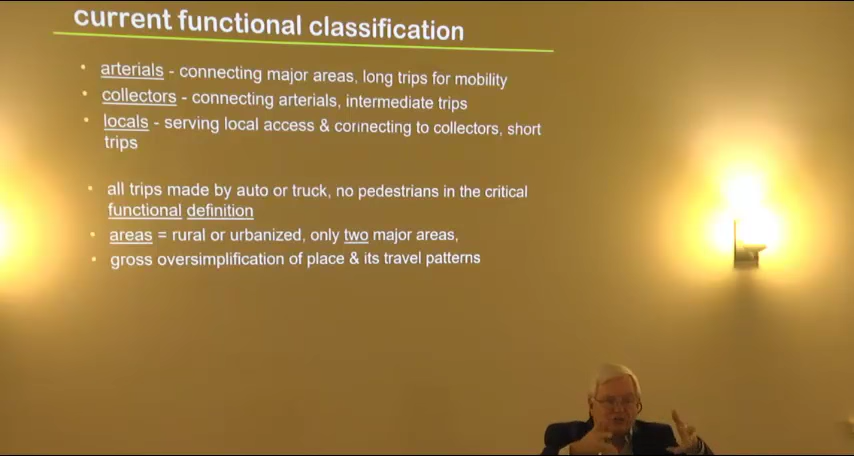 current functional classification
• arterials - connecting major areas, long trips for mobility
• collectors - connecting arterials, intermediate trips
• locals - serving local access & connecting to collectors, short
trips
• all trips made by auto or truck, no pedestrians in the critical
functional definition
• areas = rural or urbanized, only two major areas,
• gross oversimplification of place & its travel patterns